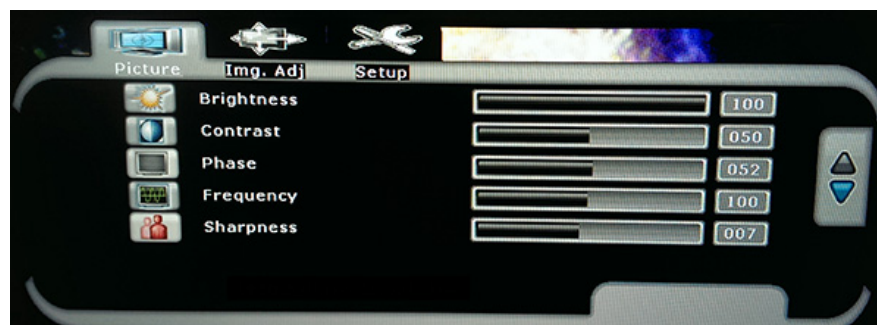 Picture Img. Adj Setup
Brightness 100
Contrast 050
Phase 052
Frequency 100
Sharpness 007